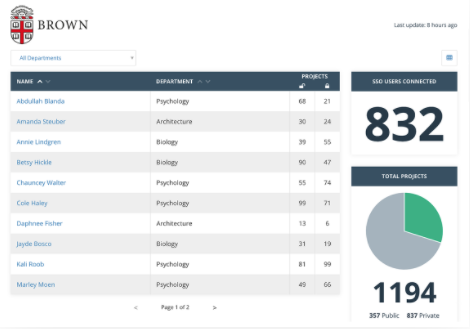 BROWN
Last update: 8 hours ago
All Departments
NAME DEPARTMENT PROJECTS
Abdullah Blanda Psychology 68 21
Amanda Steuber Architecture 30 24
Annie Lindgren Biology 39 55
Betsy Hickle Biology 90 47
Chauncey Walter Psychology 55 74
Cole Haley Psychology 99 71
Daphnee Fisher Architecture 13 6
Jayde Bosco Biology 31 19
Kali Roob Psychology 81 99
Marley Moen Psychology 49 66
< Page 1 of 2 >
SSO USERS CONNECTED
832
TOTAL PROJECTS
1194
357 Public 837 Private